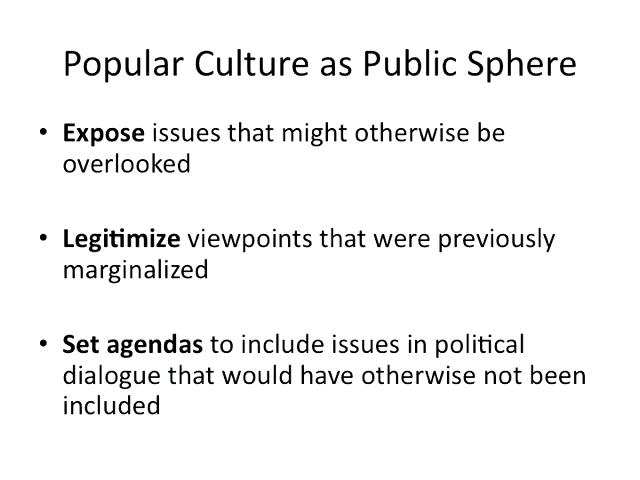 Popular Culture as Public Sphere
• Expose issues that might otherwise be
overlooked
• Legitimize viewpoints that were previously
marginalized
• Set agendas to include issues in political
dialogue that would have otherwise not been
included